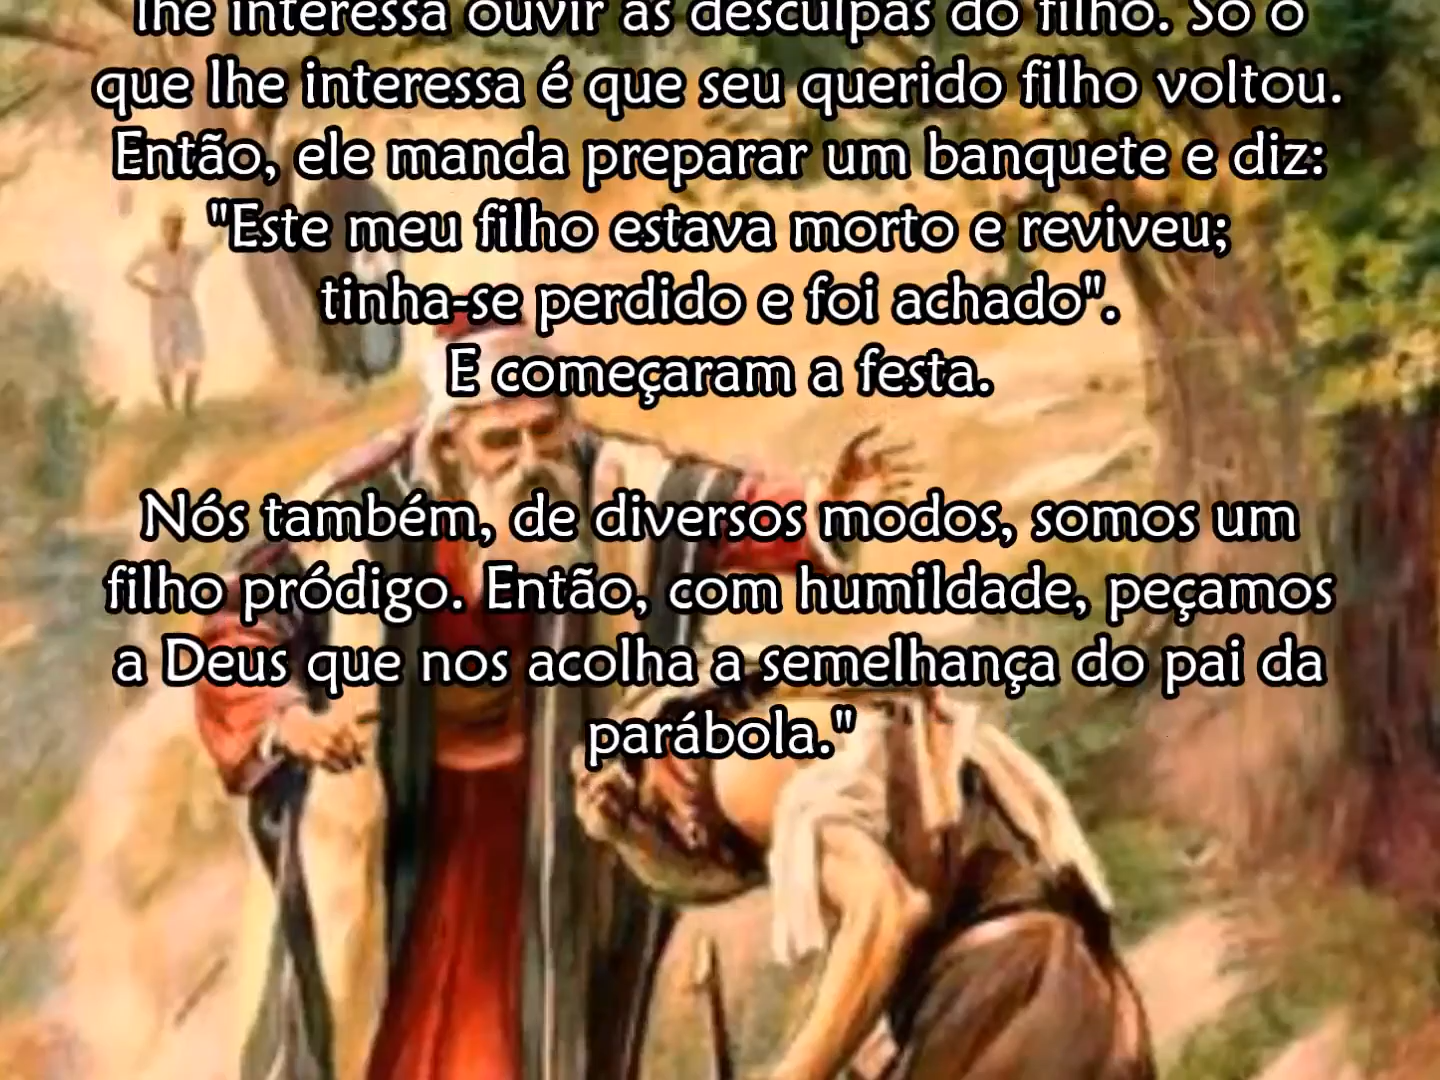 lhe interessa ouvir as desculpas do filho. Só o
que lhe interessa é que seu querido filho voltou.
Então, ele manda preparar um banquete e diz:
"Este meu filho estava morto e reviveu;
tinha-se perdido e foi achado".
E começaram a festa.
Nós também, de diversos modos, somos um
filho pródigo. Então, com humildade, peçamos
a Deus que nos acolha a semelhança do pai da
parábola."